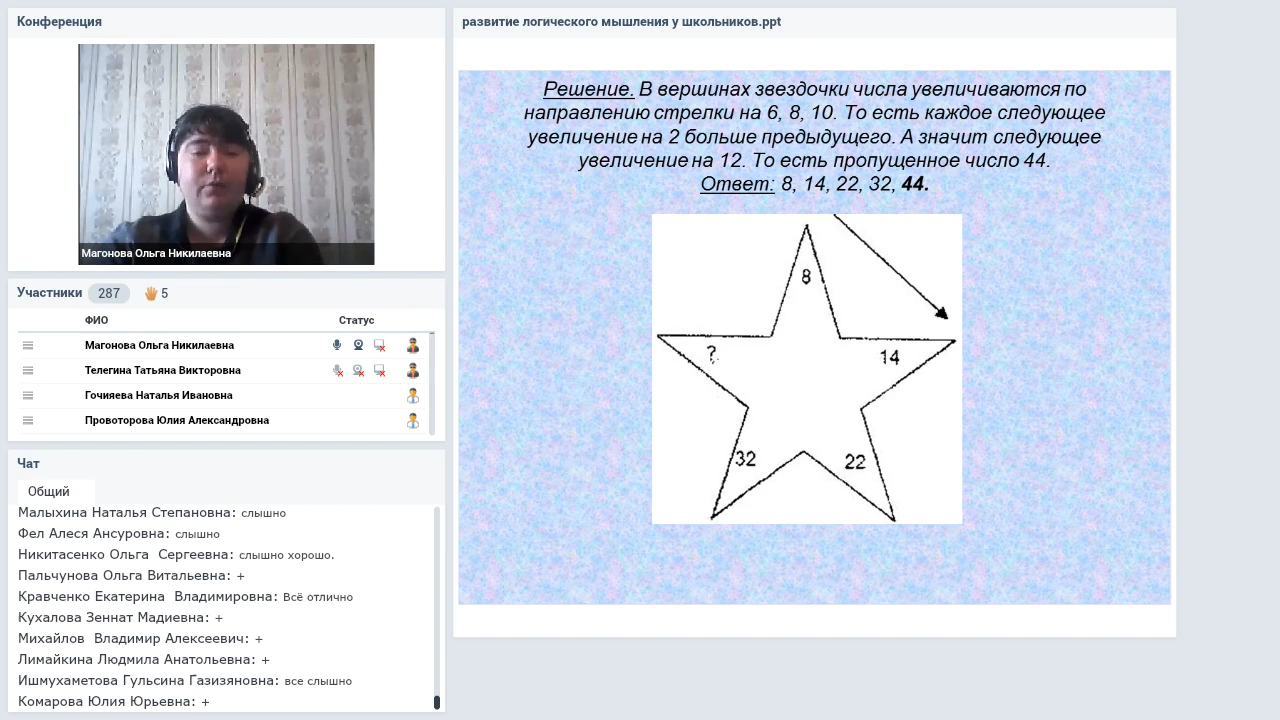 Конференция
Магонова Ольга Никилаевна
Участники 287 5
ФИО Статус
Магонова Ольга Никилаевна
Телегина Татьяна Викторовна
Гочияева Наталья Ивановна
Провоторова Юлия Александровна
Чат
Общий
Малыхина Наталья Степановна: слышно
Фел Алеся Ансуровна: слышно
Никитасенко Ольга Сергеевна: слышно хорошо.
Пальчунова Ольга Витальевна: +
Кравченко Екатерина Владимировна: Всё отлично
Кухалова Зеннат Мадиевна: +
Михайлов Владимир Алексеевич: +
Лимайкина Людмила Анатольевна: +
Ишмухаметова Гульсина Газизяновна: все слышно
Комарова Юлия Юрьевна: +
развитие логического мышления у школьников.ppt
Решение. В вершинах звездочки числа увеличиваются по
направлению стрелки на 6, 8, 10. То есть каждое следующее
увеличение на 2 больше предыдущего. А значит следующее
увеличение на 12. То есть пропущенное число 44.
Ответ: 8, 14, 22, 32, 44.
8
? 14
32 22